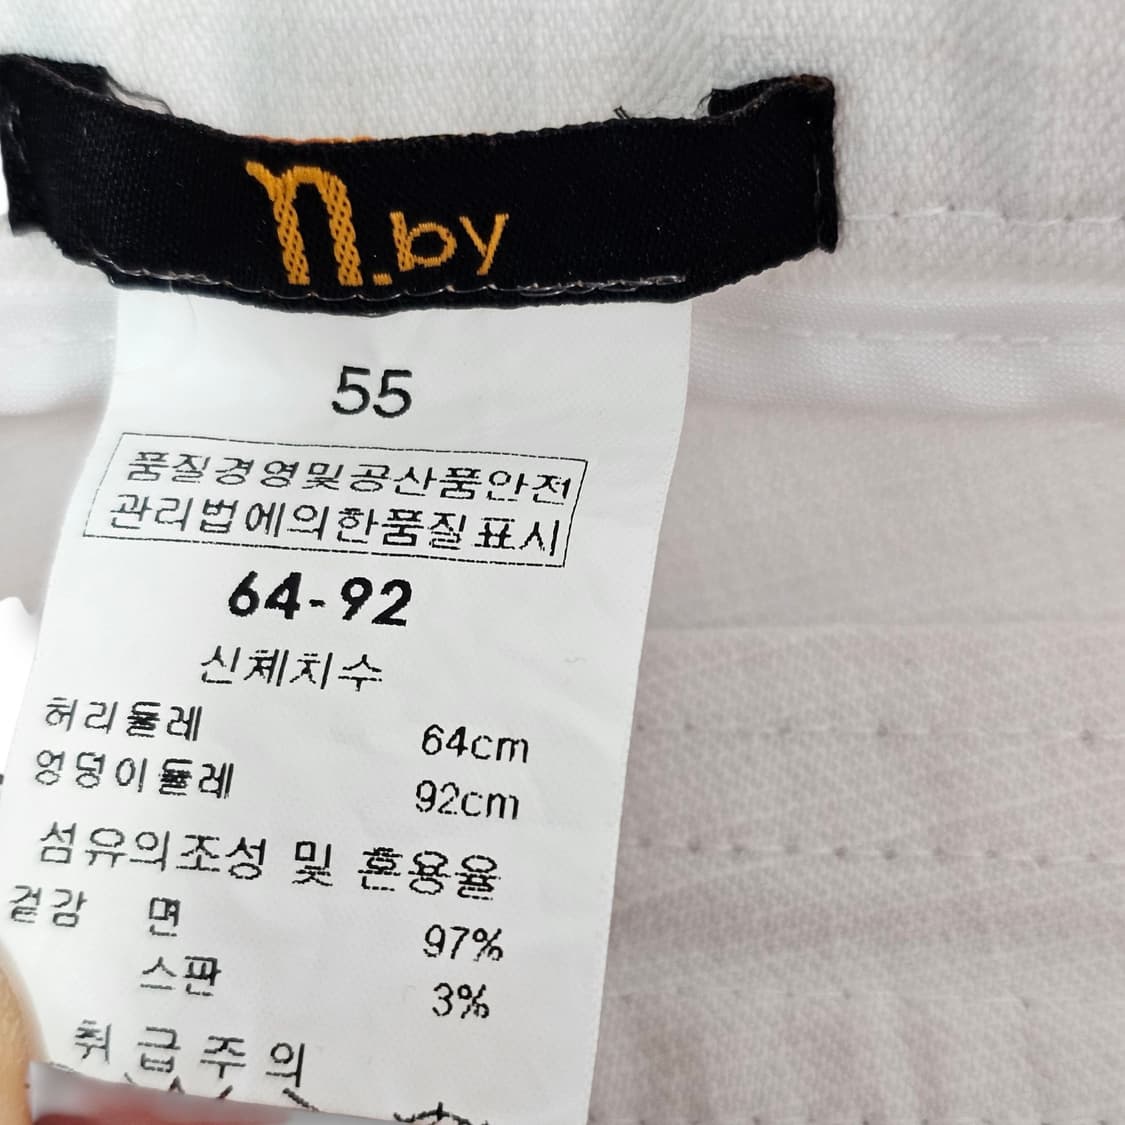 n.by
55
품질경영및공산품안전
관리법에의한품질표시
64-92
신체치수
허리둘레 64cm
엉덩이둘레 92cm
섬유의조성 및 혼용율
겉감 면 97%
스판 3%
취급주의